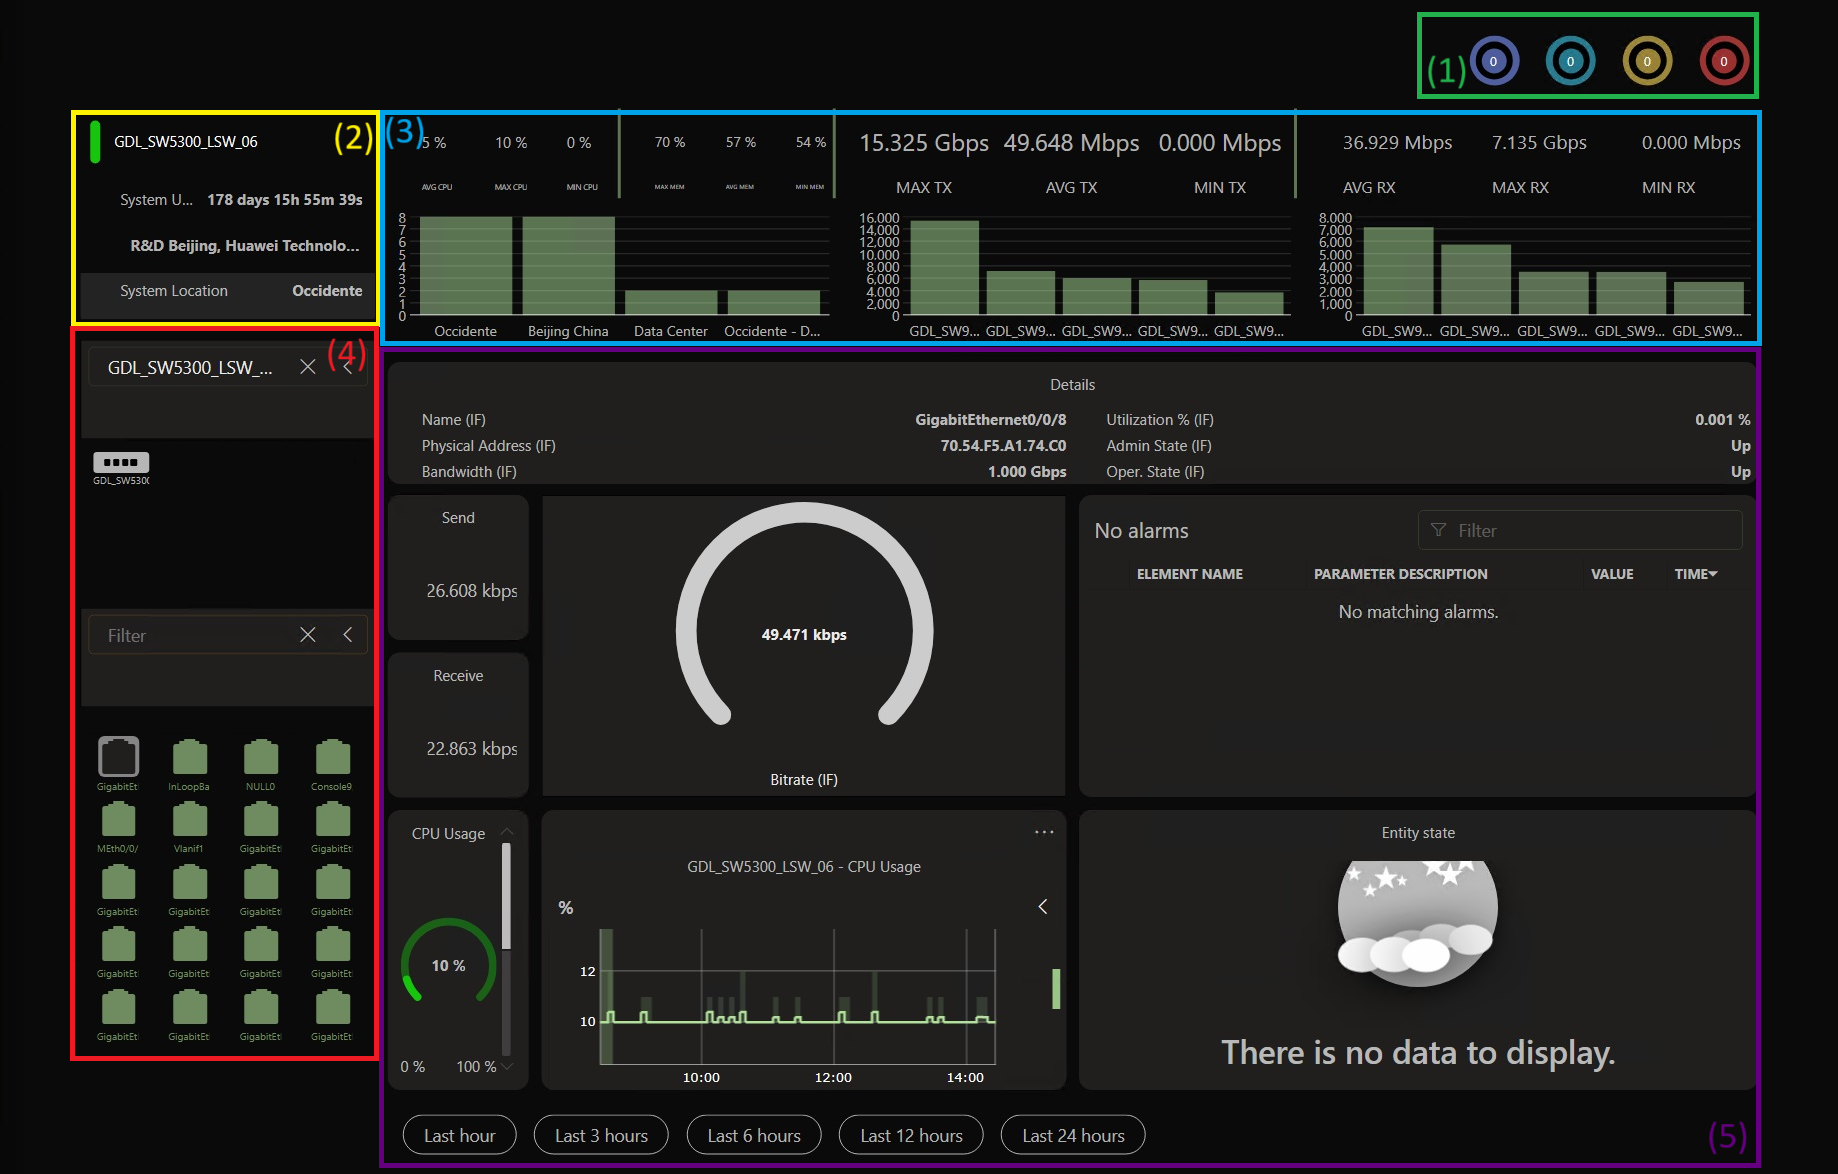 (1) 0 0 0 0
GDL_SW5300_LSW_06 (2)
System U... 178 days 15h 55m 39s
R&D Beijing, Huawei Technolo...
System Location Occidente
(3) 5 % 10 % 0 % 70 % 57 % 54 % 15.325 Gbps 49.648 Mbps 0.000 Mbps 36.929 Mbps 7.135 Gbps 0.000 Mbps
AVG CPU MAX CPU MIN CPU MAX MEM AVG MEM MIN MEM MAX TX AVG TX MIN TX AVG RX MAX RX MIN RX
8
7
6
5
4
3
2
1
0
Occidente Beijing China Data Center Occidente - D...
16,000
14,000
12,000
10,000
8,000
6,000
4,000
2,000
0
GDL_SW9... GDL_SW9... GDL_SW9... GDL_SW9... GDL_SW9...
8,000
7,000
6,000
5,000
4,000
3,000
2,000
1,000
0
GDL_SW9... GDL_SW9... GDL_SW9... GDL_SW9... GDL_SW9...
GDL_SW5300_LSW_... (4)
GDL_SW530(
Filter
GigabitEt InLoopBa NULL0 Console9
MEth0/0/ Vlanif1 GigabitEt GigabitEt
GigabitEt GigabitEt GigabitEt GigabitEt
GigabitEt GigabitEt GigabitEt GigabitEt
GigabitEt GigabitEt GigabitEt GigabitEt
Details
Name (IF) GigabitEthernet0/0/8 Utilization % (IF) 0.001 %
Physical Address (IF) 70.54.F5.A1.74.C0 Admin State (IF) Up
Bandwidth (IF) 1.000 Gbps Oper. State (IF) Up
Send
26.608 kbps
Receive
22.863 kbps
49.471 kbps
Bitrate (IF)
No alarms Filter
ELEMENT NAME PARAMETER DESCRIPTION VALUE TIME
No matching alarms.
CPU Usage
10 %
0 % 100 %
...
GDL_SW5300_LSW_06 - CPU Usage
%
12
10
10:00 12:00 14:00
Entity state
There is no data to display.
Last hour Last 3 hours Last 6 hours Last 12 hours Last 24 hours (5)